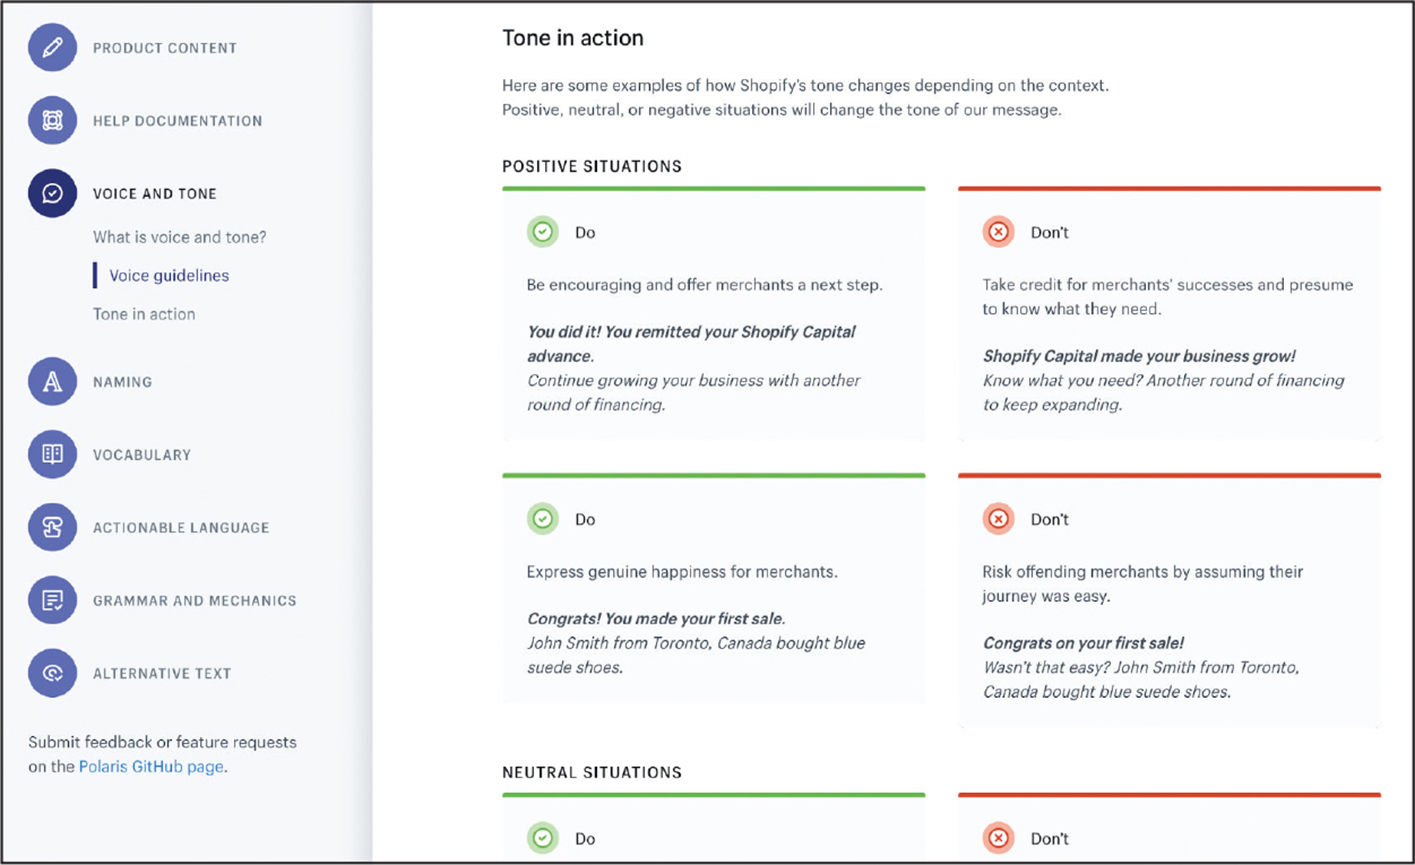 PRODUCT CONTENT
HELP DOCUMENTATION
VOICE AND TONE
What is voice and tone?
Voice guidelines
Tone in action
NAMING
VOCABULARY
ACTIONABLE LANGUAGE
GRAMMAR AND MECHANICS
ALTERNATIVE TEXT
Submit feedback or feature requests
on the Polaris GitHub page.
Tone in action
Here are some examples of how Shopify's tone changes depending on the context.
Positive, neutral, or negative situations will change the tone of our message.
POSITIVE SITUATIONS
Do
Be encouraging and offer merchants a next step.
You did it! You remitted your Shopify Capital
advance.
Continue growing your business with another
round of financing.
Don't
Take credit for merchants' successes and presume
to know what they need.
Shopify Capital made your business grow!
Know what you need? Another round of financing
to keep expanding.
Do
Express genuine happiness for merchants.
Congrats! You made your first sale.
John Smith from Toronto, Canada bought blue
suede shoes.
Don't
Risk offending merchants by assuming their
journey was easy.
Congrats on your first sale!
Wasn't that easy? John Smith from Toronto,
Canada bought blue suede shoes.
NEUTRAL SITUATIONS
Do
Don't